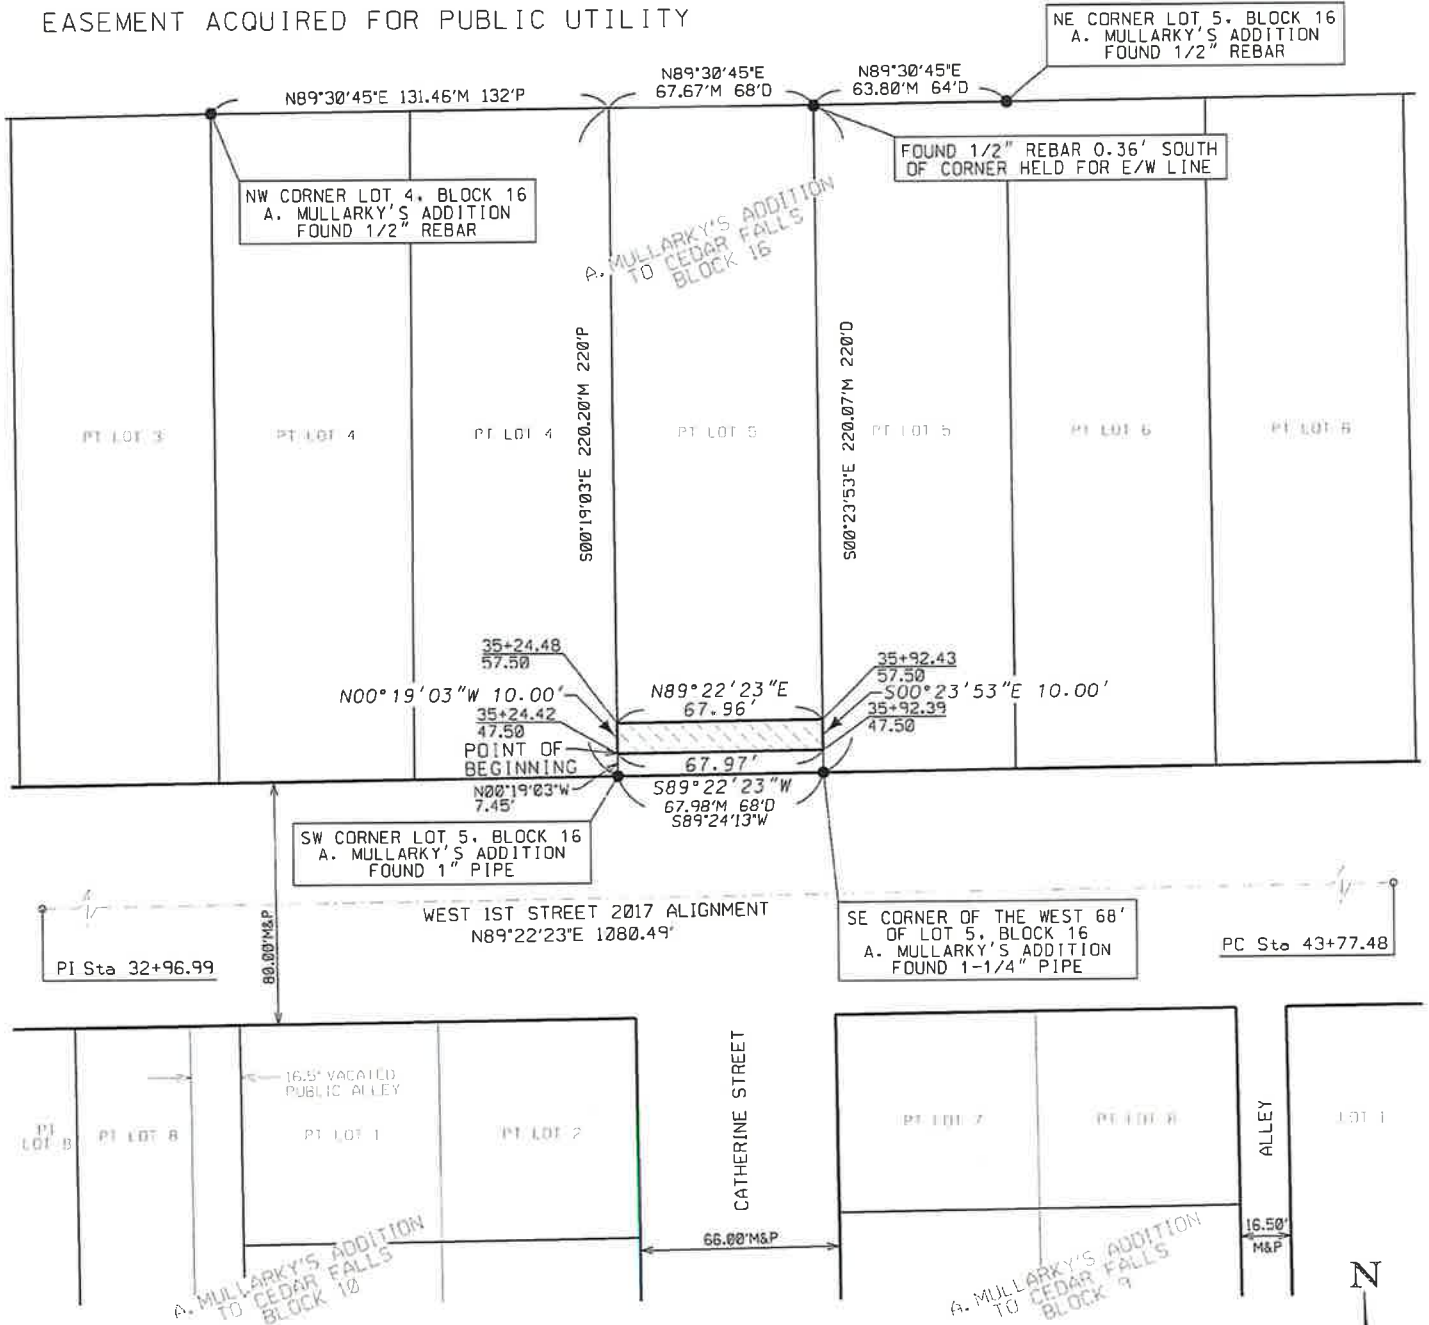 EASEMENT ACQUIRED FOR PUBLIC UTILITY
NE CORNER LOT 5, BLOCK 16
A. MULLARKY'S ADDITION
FOUND 1/2" REBAR
N89°30'45"E 131.46'M 132'P
N89°30'45"E
67.67'M 68'D
N89°30'45"E
63.80'M 64'D
FOUND 1/2" REBAR 0.36' SOUTH
OF CORNER HELD FOR E/W LINE
NW CORNER LOT 4, BLOCK 16
A. MULLARKY'S ADDITION
FOUND 1/2" REBAR
A. MULLARKY'S ADDITION
TO CEDAR FALLS
BLOCK 16
S00°19'03"E 220.20'M 220'P
S00°23'53"E 220.07'M 220'D
PT LOT 3
PT LOT 4
PT LOT 4
PT LOT 5
PT LOT 5
PT LOT 6
PT LOT 6
35+24.48
57.50
N00°19'03"W 10.00'
35+24.42
47.50
POINT OF
BEGINNING
N00°19'03"W
7.45'
N89°22'23"E
67.96'
35+92.43
57.50
S00°23'53"E 10.00'
35+92.39
47.50
67.97'
S89°22'23"W
67.98'M 68'D
S89°24'13"W
SW CORNER LOT 5, BLOCK 16
A. MULLARKY'S ADDITION
FOUND 1" PIPE
WEST 1ST STREET 2017 ALIGNMENT
N89°22'23"E 1080.49'
SE CORNER OF THE WEST 68'
OF LOT 5, BLOCK 16
A. MULLARKY'S ADDITION
FOUND 1-1/4" PIPE
PI Sta 32+96.99
80.00'M&P
PC Sta 43+77.48
16.5' VACATED
PUBLIC ALLEY
PT
LOT 8
PT LOT 8
PT LOT 1
PT LOT 2
CATHERINE STREET
PT LOT 7
PT LOT 8
ALLEY
LOT 1
66.00'M&P
16.50'
M&P
A. MULLARKY'S ADDITION
TO CEDAR FALLS
BLOCK 10
A. MULLARKY'S ADDITION
TO CEDAR FALLS
BLOCK 9
N